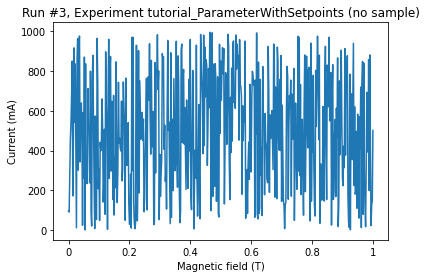 Run #3, Experiment tutorial_ParameterWithSetpoints (no sample)
1000
800
600
400
200
0
Current (mA)
0 0.2 0.4 0.6 0.8 1
Magnetic field (T)